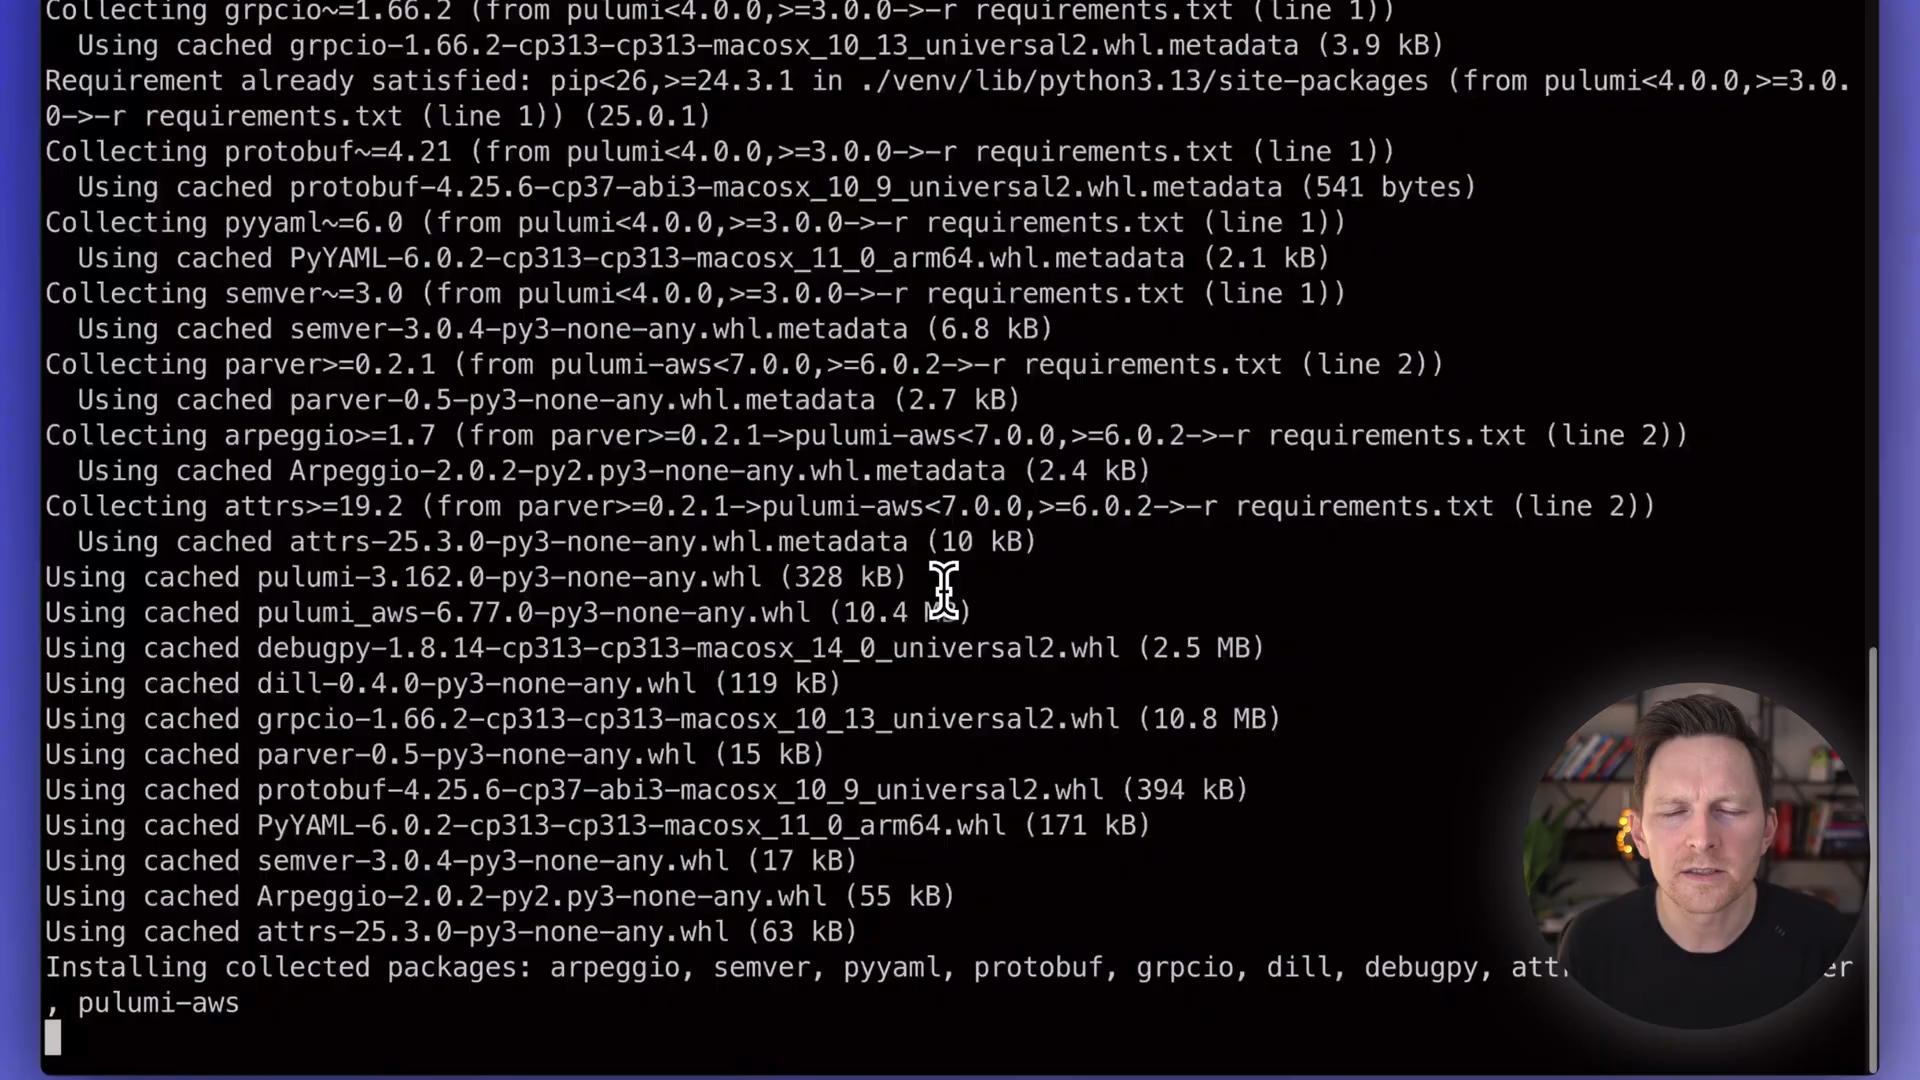 Collecting grpcio~=1.66.2 (from pulumi<4.0.0,>=3.0.0->-r requirements.txt (line 1))
  Using cached grpcio-1.66.2-cp313-cp313-macosx_10_13_universal2.whl.metadata (3.9 kB)
Requirement already satisfied: pip<26,>=24.3.1 in ./venv/lib/python3.13/site-packages (from pulumi<4.0.0,>=3.0.
0->-r requirements.txt (line 1)) (25.0.1)
Collecting protobuf~=4.21 (from pulumi<4.0.0,>=3.0.0->-r requirements.txt (line 1))
  Using cached protobuf-4.25.6-cp37-abi3-macosx_10_9_universal2.whl.metadata (541 bytes)
Collecting pyyaml~=6.0 (from pulumi<4.0.0,>=3.0.0->-r requirements.txt (line 1))
  Using cached PyYAML-6.0.2-cp313-cp313-macosx_11_0_arm64.whl.metadata (2.1 kB)
Collecting semver~=3.0 (from pulumi<4.0.0,>=3.0.0->-r requirements.txt (line 1))
  Using cached semver-3.0.4-py3-none-any.whl.metadata (6.8 kB)
Collecting parver>=0.2.1 (from pulumi-aws<7.0.0,>=6.0.2->-r requirements.txt (line 2))
  Using cached parver-0.5-py3-none-any.whl.metadata (2.7 kB)
Collecting arpeggio>=1.7 (from parver>=0.2.1->pulumi-aws<7.0.0,>=6.0.2->-r requirements.txt (line 2))
  Using cached Arpeggio-2.0.2-py2.py3-none-any.whl.metadata (2.4 kB)
Collecting attrs>=19.2 (from parver>=0.2.1->pulumi-aws<7.0.0,>=6.0.2->-r requirements.txt (line 2))
  Using cached attrs-25.3.0-py3-none-any.whl.metadata (10 kB)
Using cached pulumi-3.162.0-py3-none-any.whl (328 kB)
Using cached pulumi_aws-6.77.0-py3-none-any.whl (10.4 MB)
Using cached debugpy-1.8.14-cp313-cp313-macosx_14_0_universal2.whl (2.5 MB)
Using cached dill-0.4.0-py3-none-any.whl (119 kB)
Using cached grpcio-1.66.2-cp313-cp313-macosx_10_13_universal2.whl (10.8 MB)
Using cached parver-0.5-py3-none-any.whl (15 kB)
Using cached protobuf-4.25.6-cp37-abi3-macosx_10_9_universal2.whl (394 kB)
Using cached PyYAML-6.0.2-cp313-cp313-macosx_11_0_arm64.whl (171 kB)
Using cached semver-3.0.4-py3-none-any.whl (17 kB)
Using cached Arpeggio-2.0.2-py2.py3-none-any.whl (55 kB)
Using cached attrs-25.3.0-py3-none-any.whl (63 kB)
Installing collected packages: arpeggio, semver, pyyaml, protobuf, grpcio, dill, debugpy,
, pulumi-aws